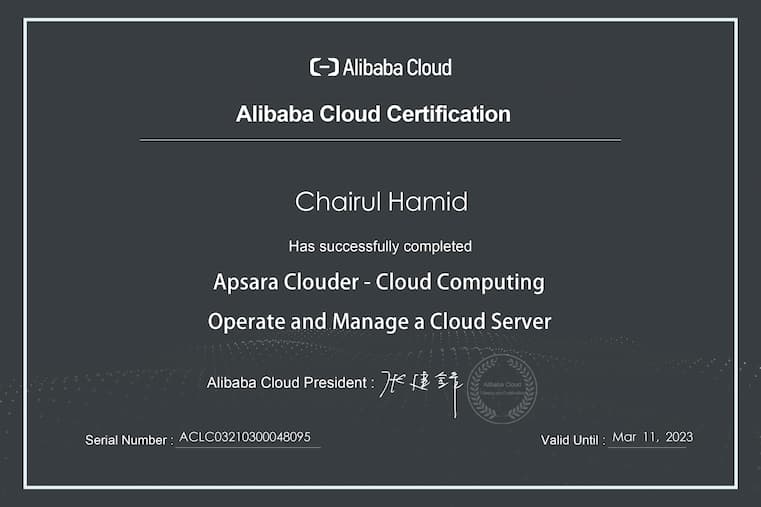 Alibaba Cloud
Alibaba Cloud Certification
Chairul Hamid
Has successfully completed
Apsara Clouder - Cloud Computing
Operate and Manage a Cloud Server
Alibaba Cloud President : 张建锋
Alibaba Cloud
Serial Number : ACLC03210300048095
Valid Until : Mar 11, 2023